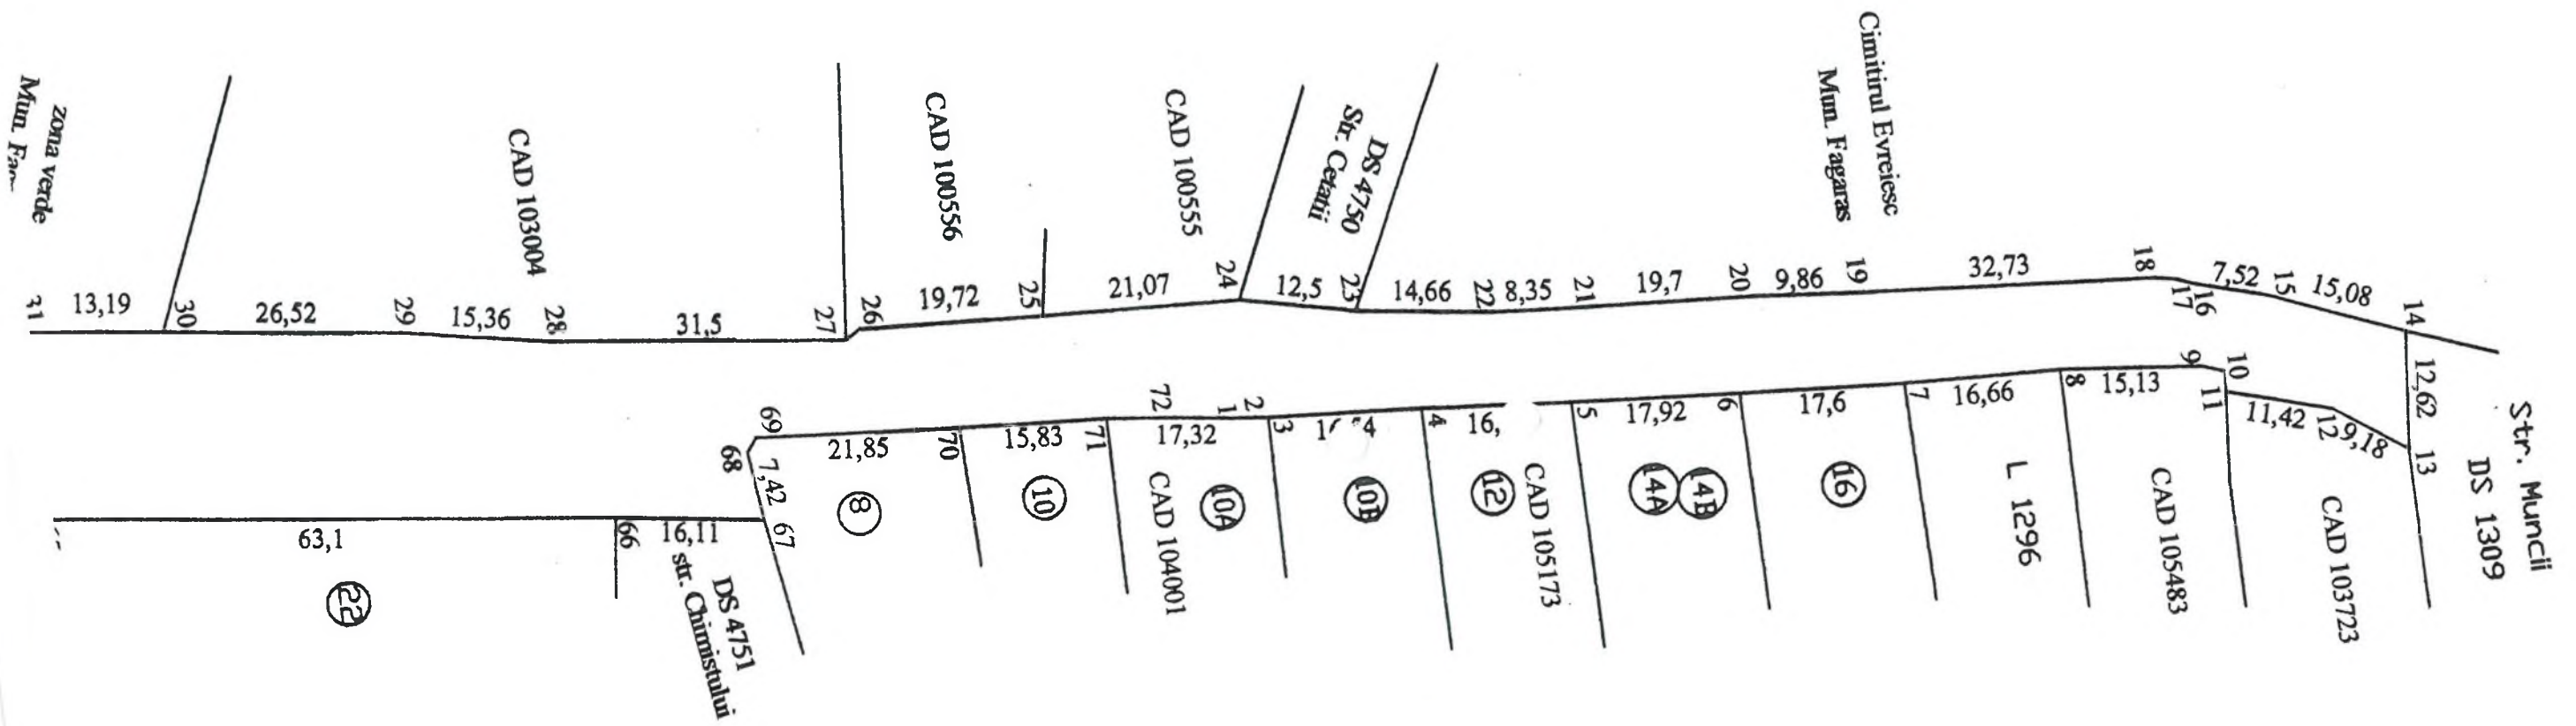 zona verde
Mun.
CAD 103004
CAD 100556
CAD 100555
DS 4750
Str. Cetatii
Cimitirul Evreiesc
Mun. Fagaras
31 13,19 30 26,52 29 15,36 28 31,5 27 26 19,72 25 21,07 24 12,5 23 14,66 22 8,35 21 19,7 20 9,86 19 32,73 18 17 16 7,52 15 15,08 14
12,62
69 68 7,42 67 21,85 70 15,83 71 17,32 72 1 2 3 4 16, 5 17,92 6 17,6 7 16,66 8 15,13 9 10 11 11,42 12 9,18 13
8 10 10A 10B 12 14A 14B 16
CAD 104001
CAD 105173
L 1296
CAD 105483
CAD 103723
Str. Muncii
DS 1309
63,1 66 16,11
22
DS 4751
str. Chimistului